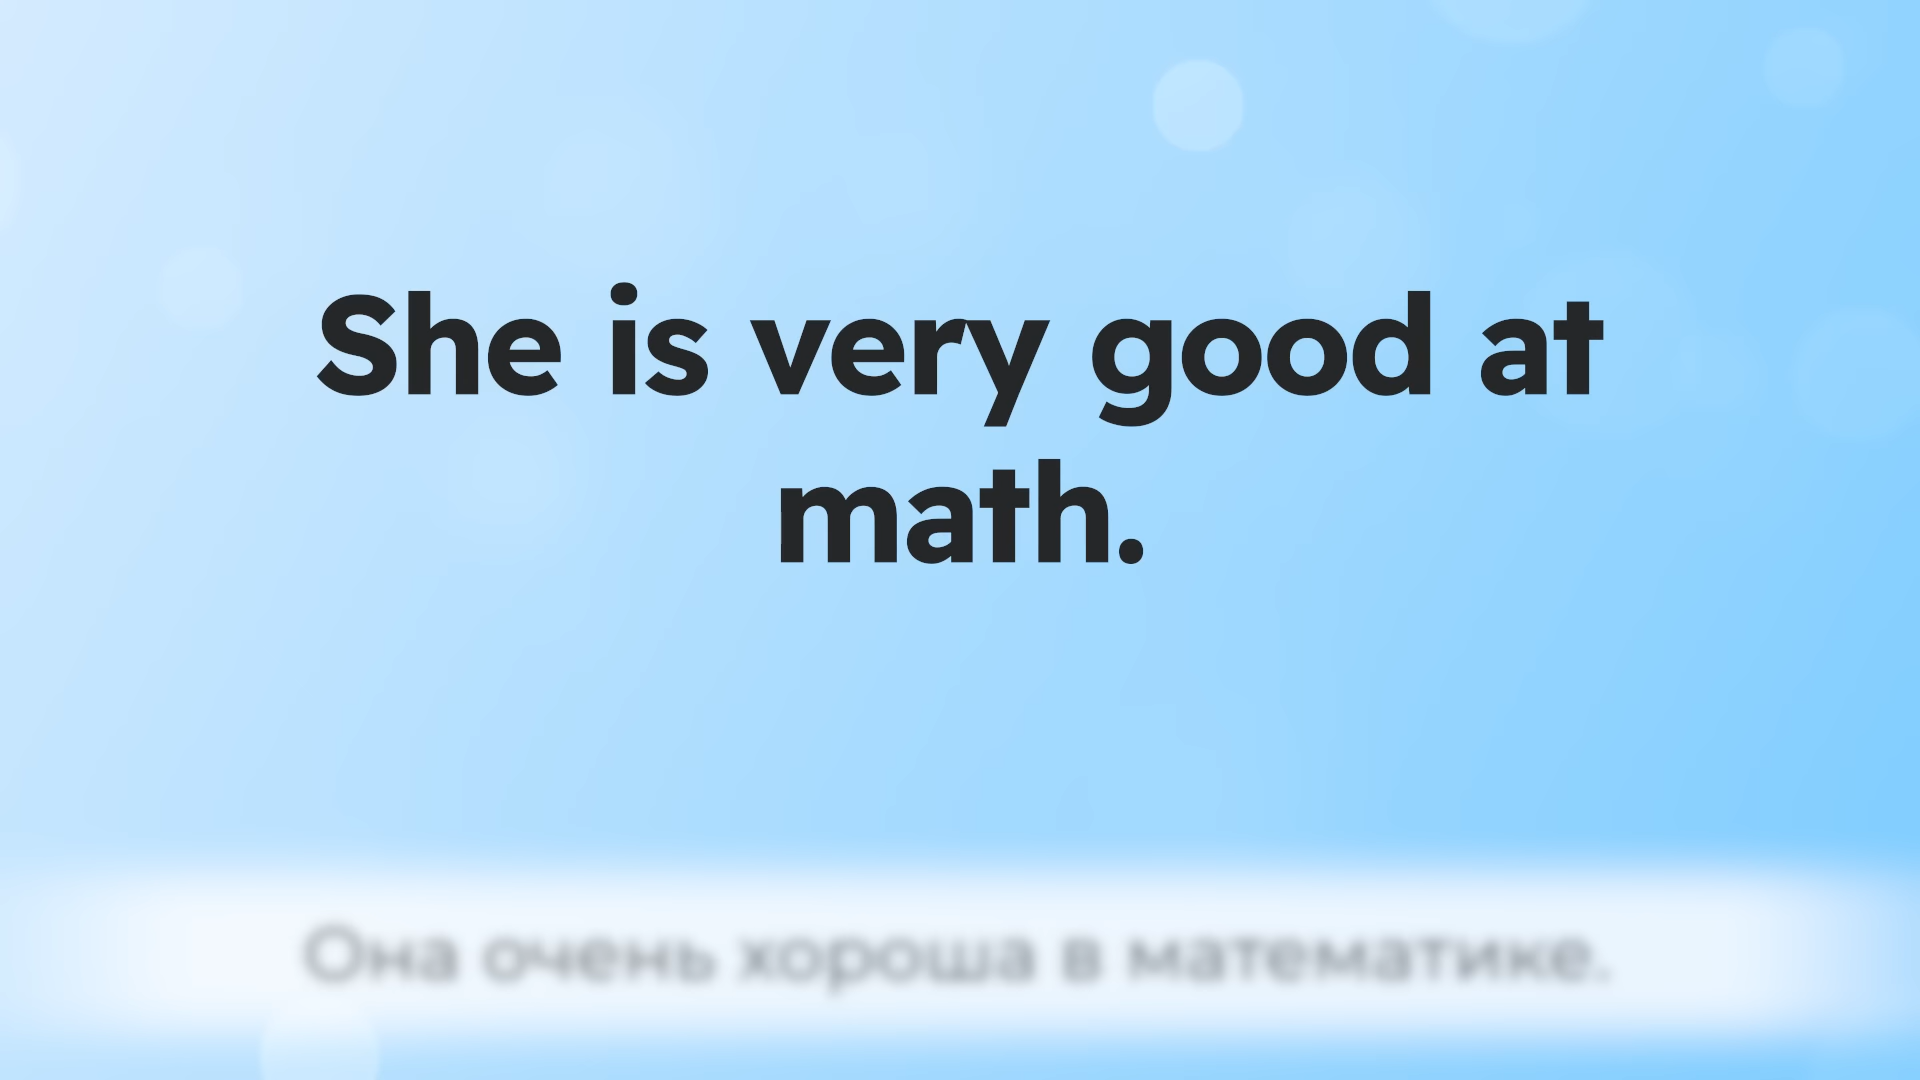 She is very good at
math.
Она очень хороша в математике.